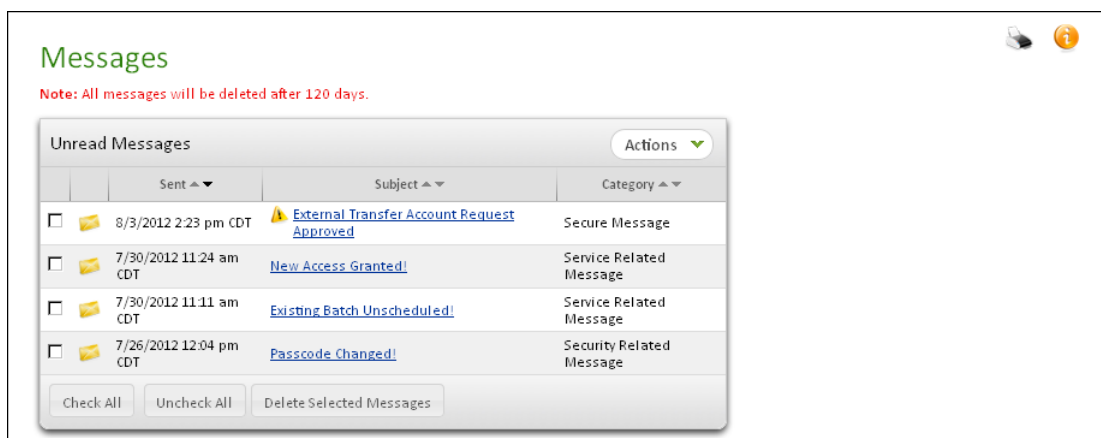 Messages
Note: All messages will be deleted after 120 days.
Unread Messages
Actions
Sent
Subject
Category
8/3/2012 2:23 pm CDT
External Transfer Account Request
Approved
Secure Message
7/30/2012 11:24 am
CDT
New Access Granted!
Service Related
Message
7/30/2012 11:11 am
CDT
Existing Batch Unscheduled!
Service Related
Message
7/26/2012 12:04 pm
CDT
Passcode Changed!
Security Related
Message
Check All
Uncheck All
Delete Selected Messages